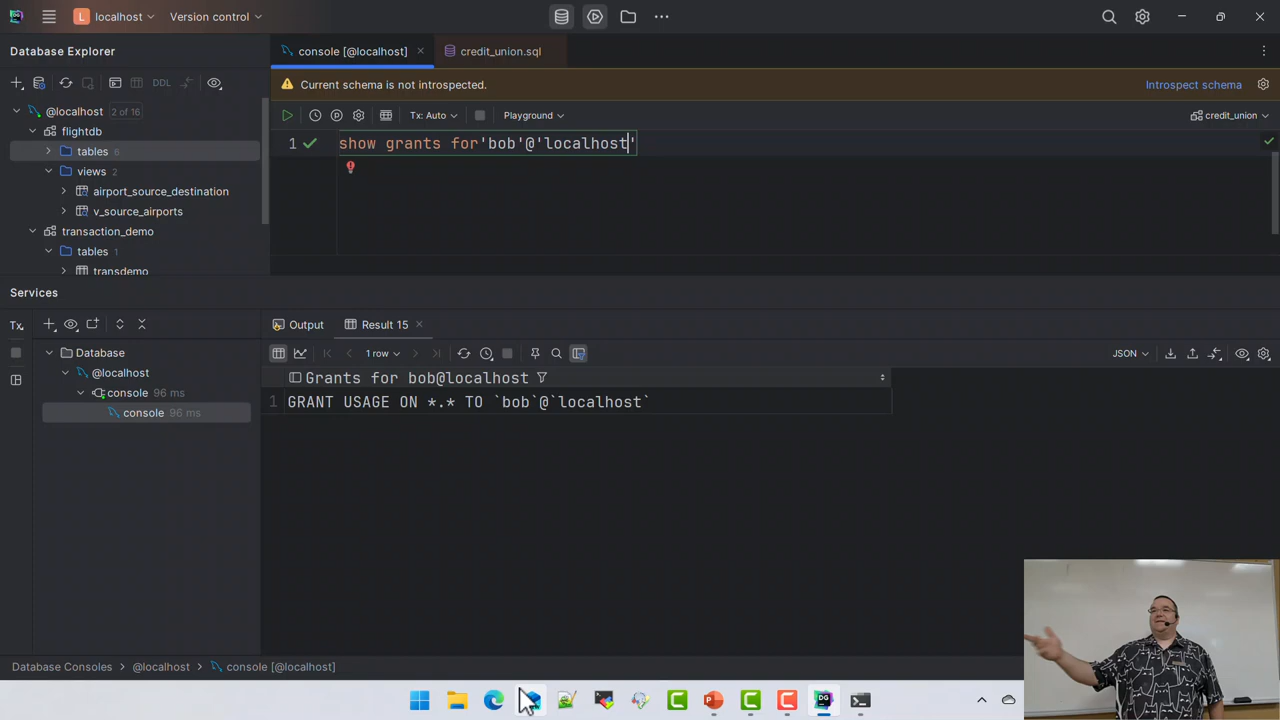 L localhost Version control
Database Explorer
console [@localhost]
credit_union.sql
DDL
Current schema is not introspected.
Introspect schema
@localhost 2 of 16
Tx: Auto
Playground
credit_union
flightdb
1 show grants for'bob'@'localhost'
tables 6
views 2
airport_source_destination
v_source_airports
transaction_demo
tables 1
transdemo
Services
Tx
Output
Result 15
Database
1 row
JSON
@localhost
Grants for bob@localhost
console 96 ms
1 GRANT USAGE ON *.* TO `bob`@`localhost`
console 96 ms
Database Consoles > @localhost > console [@localhost]
DG